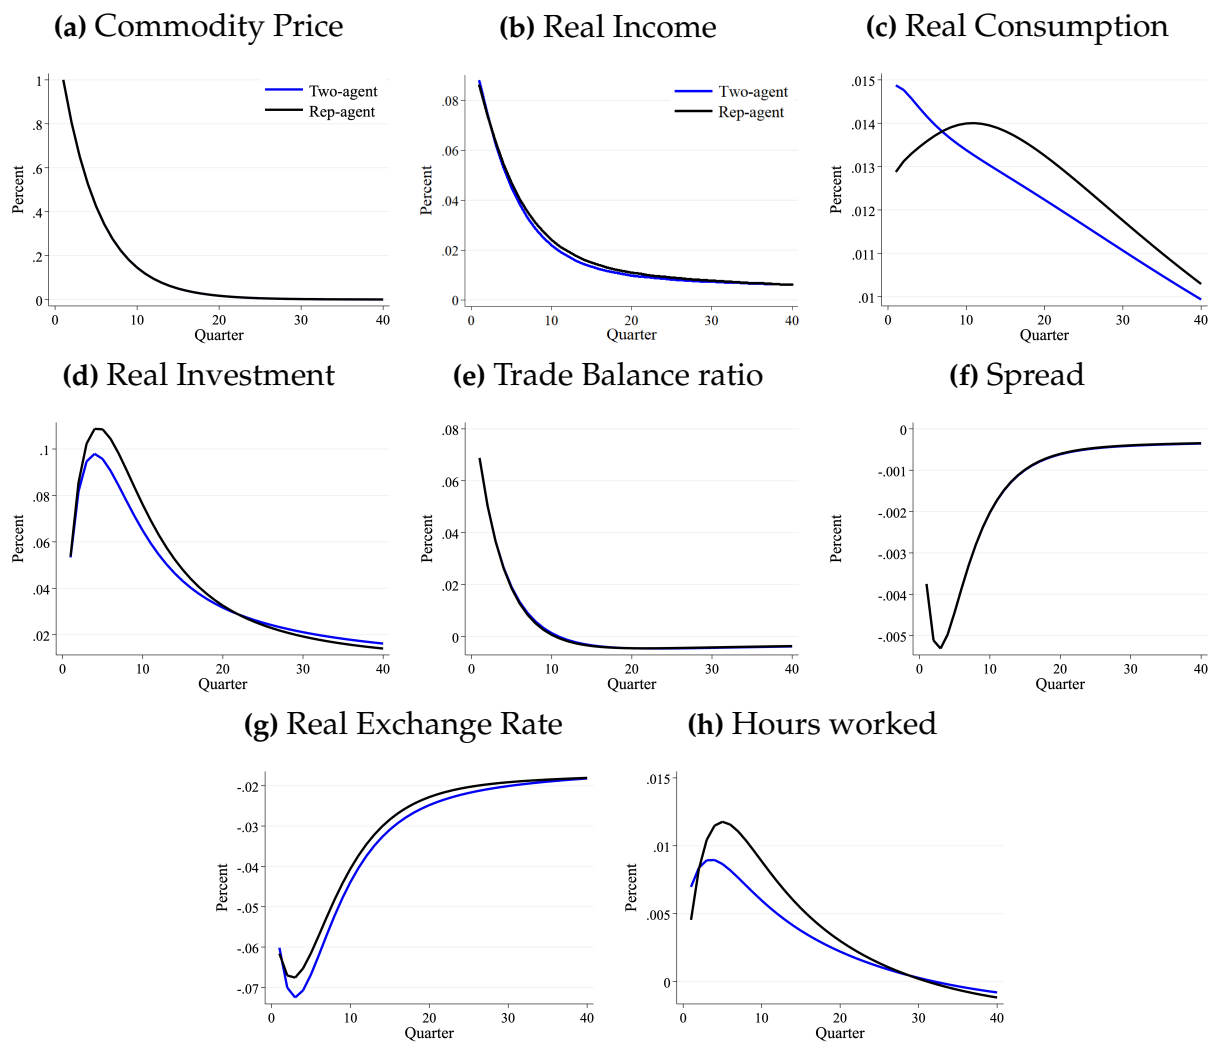 (a) Commodity Price
1
.8
.6
.4
.2
0
Percent
0 10 20 30 40
Quarter
Two-agent
Rep-agent
(b) Real Income
.08
.06
.04
.02
0
Percent
0 10 20 30 40
Quarter
Two-agent
Rep-agent
(c) Real Consumption
.015
.014
.013
.012
.011
.01
Percent
0 10 20 30 40
Quarter
(d) Real Investment
.1
.08
.06
.04
.02
Percent
0 10 20 30 40
Quarter
(e) Trade Balance ratio
.08
.06
.04
.02
0
Percent
0 10 20 30 40
Quarter
(f) Spread
0
-.001
-.002
-.003
-.004
-.005
Percent
0 10 20 30 40
Quarter
(g) Real Exchange Rate
-.02
-.03
-.04
-.05
-.06
-.07
Percent
0 10 20 30 40
Quarter
(h) Hours worked
.015
.01
.005
0
Percent
0 10 20 30 40
Quarter